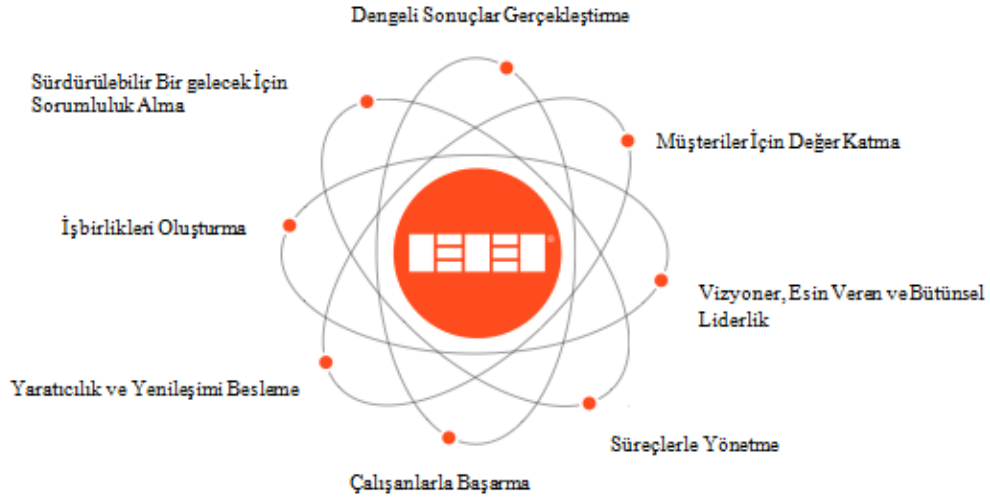 Dengeli Sonuçlar Gerçekleştirme
Sürdürülebilir Bir gelecek İçin
Sorumluluk Alma
Müşteriler İçin Değer Katma
İşbirlikleri Oluşturma
Vizyoner, Esin Veren ve Bütünsel
Liderlik
Yaratıcılık ve Yenileşimi Besleme
Süreçlerle Yönetme
Çalışanlarla Başarma